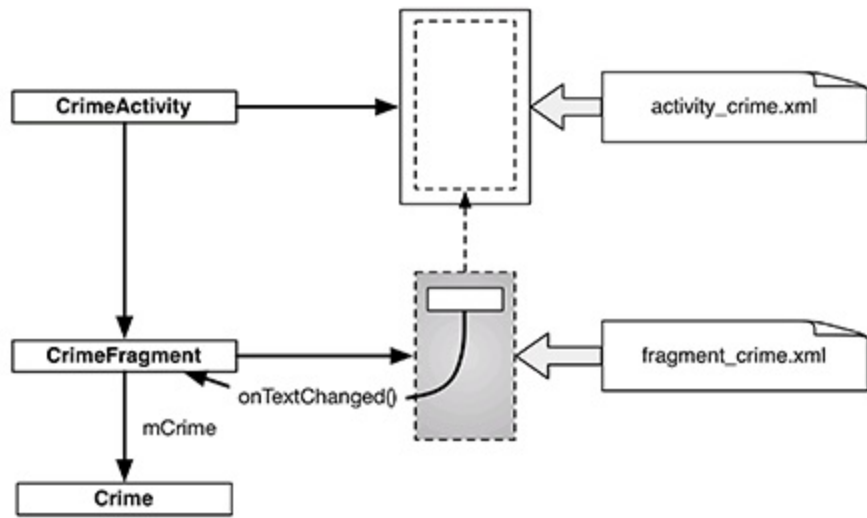 CrimeActivity
activity_crime.xml
CrimeFragment
fragment_crime.xml
onTextChanged()
mCrime
Crime